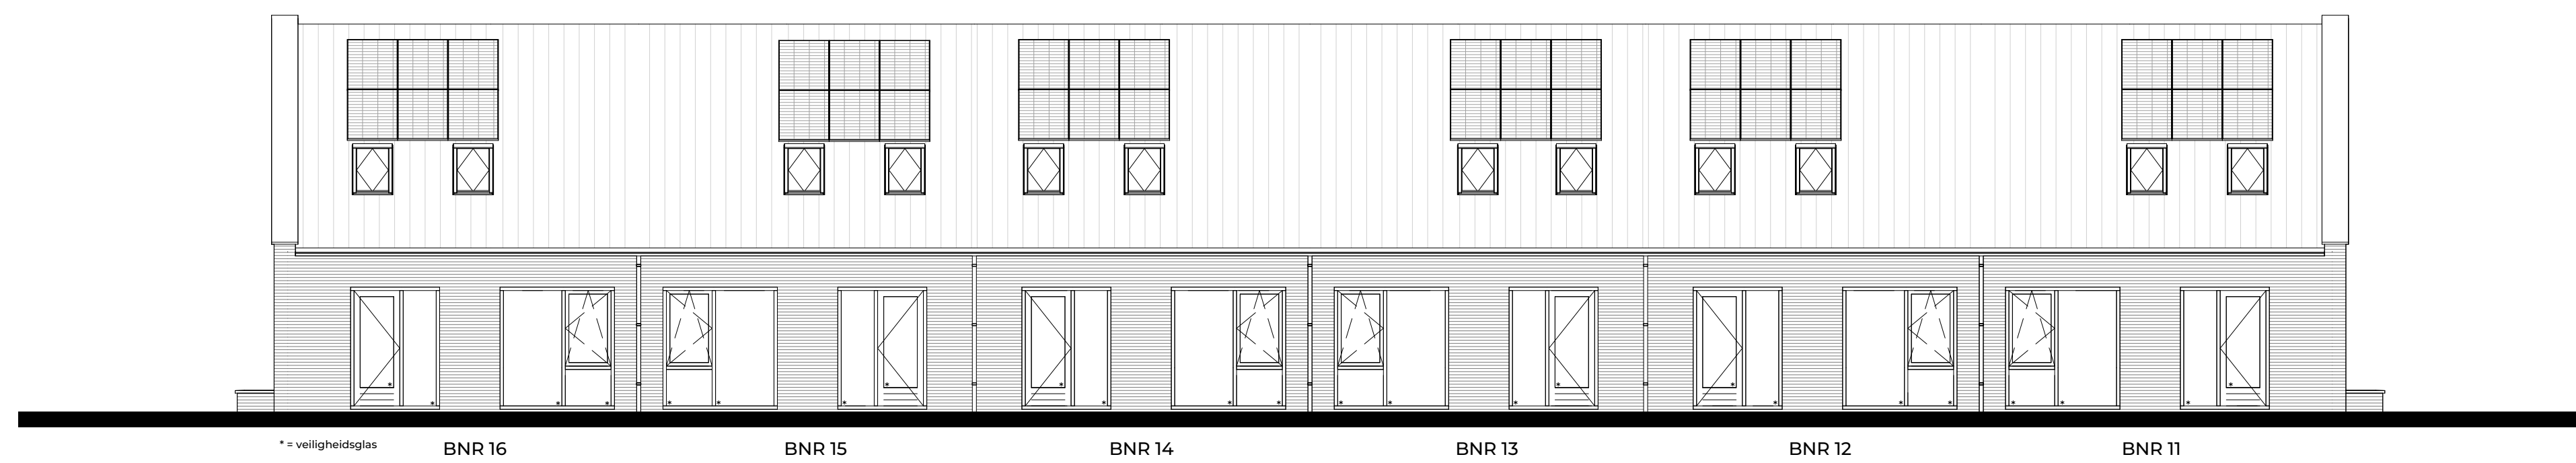 * = veiligheidsglas BNR 16 BNR 15 BNR 14 BNR 13 BNR 12 BNR 11